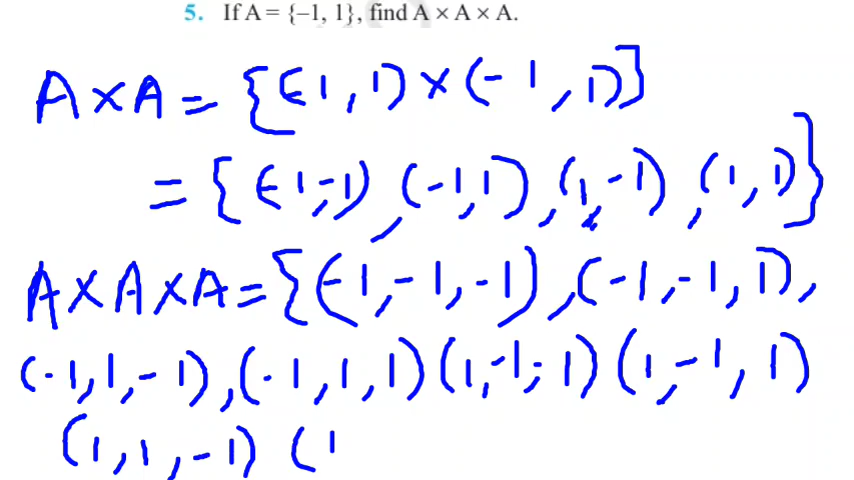 5. If A = {–1, 1}, find A × A × A.
A×A = {(-1,1)×(-1,1)}
= {(-1,-1),(-1,1),(1,-1),(1,1)}
A×A×A={(-1,-1,-1),(-1,-1,1),
(-1,1,-1),(-1,1,1)(1,-1,-1)(1,-1,1)
(1,1,-1)(1